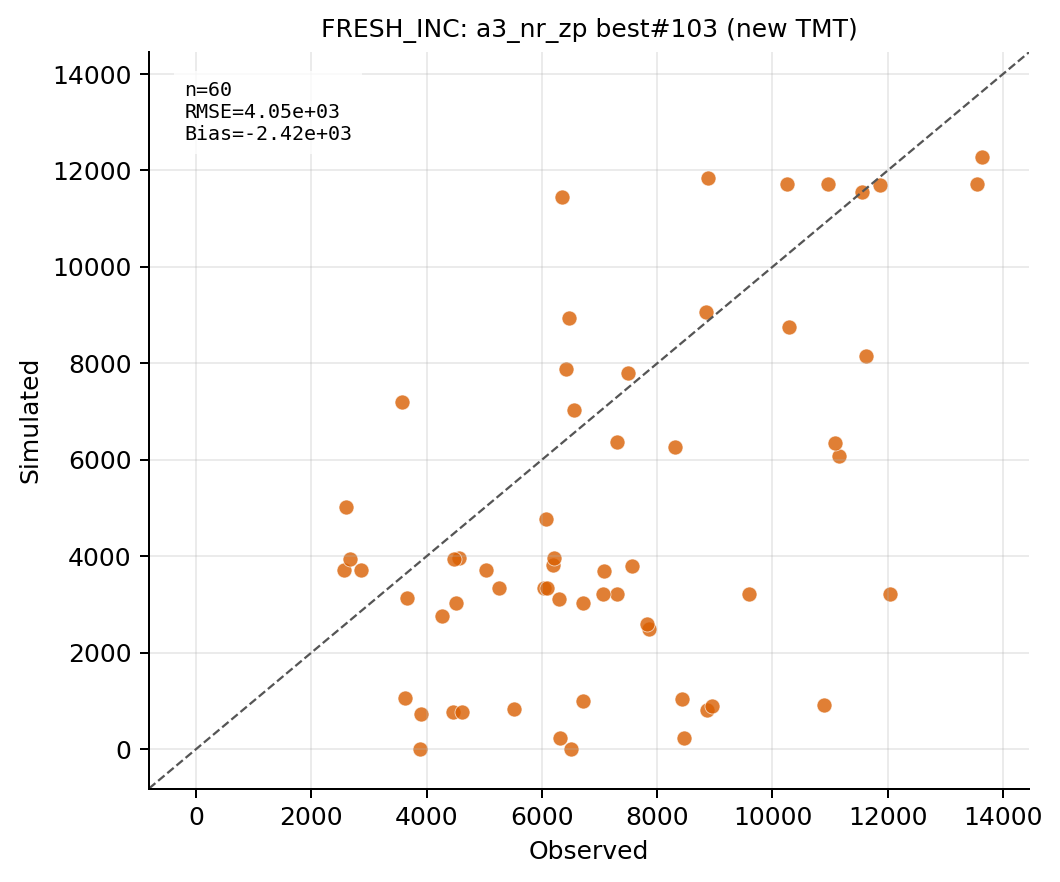 FRESH_INC: a3_nr_zp best#103 (new TMT)
n=60
RMSE=4.05e+03
Bias=-2.42e+03
14000
12000
10000
8000
6000
4000
2000
0
Simulated
0 2000 4000 6000 8000 10000 12000 14000
Observed